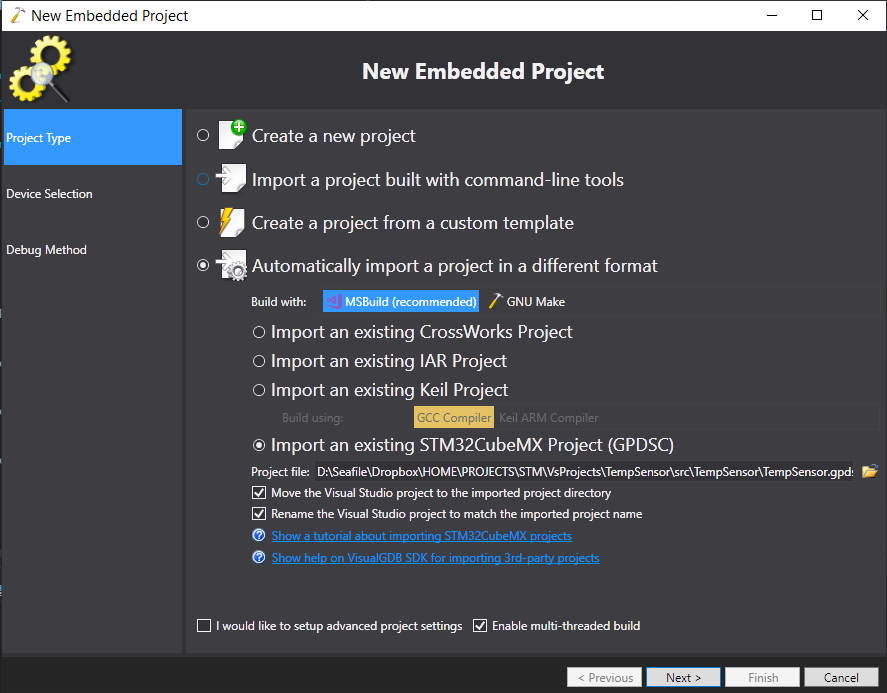 New Embedded Project
New Embedded Project
Project Type
Device Selection
Debug Method
Create a new project
Import a project built with command-line tools
Create a project from a custom template
Automatically import a project in a different format
Build with: MSBuild (recommended) GNU Make
Import an existing CrossWorks Project
Import an existing IAR Project
Import an existing Keil Project
Build using: GCC Compiler Keil ARM Compiler
Import an existing STM32CubeMX Project (GPDSC)
Project file: D:\Seafile\Dropbox\HOME\PROJECTS\STM\VsProjects\TempSensor\src\TempSensor\TempSensor.gpds
Move the Visual Studio project to the imported project directory
Rename the Visual Studio project to match the imported project name
Show a tutorial about importing STM32CubeMX projects
Show help on VisualGDB SDK for importing 3rd-party projects
I would like to setup advanced project settings Enable multi-threaded build
< Previous Next > Finish Cancel